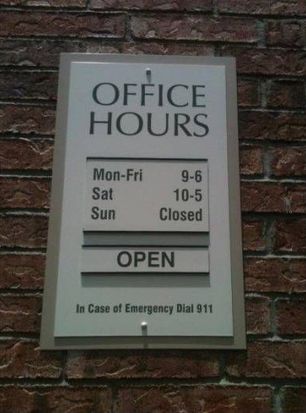 OFFICE
HOURS
Mon-Fri 9-6
Sat 10-5
Sun Closed
OPEN
In Case of Emergency Dial 911